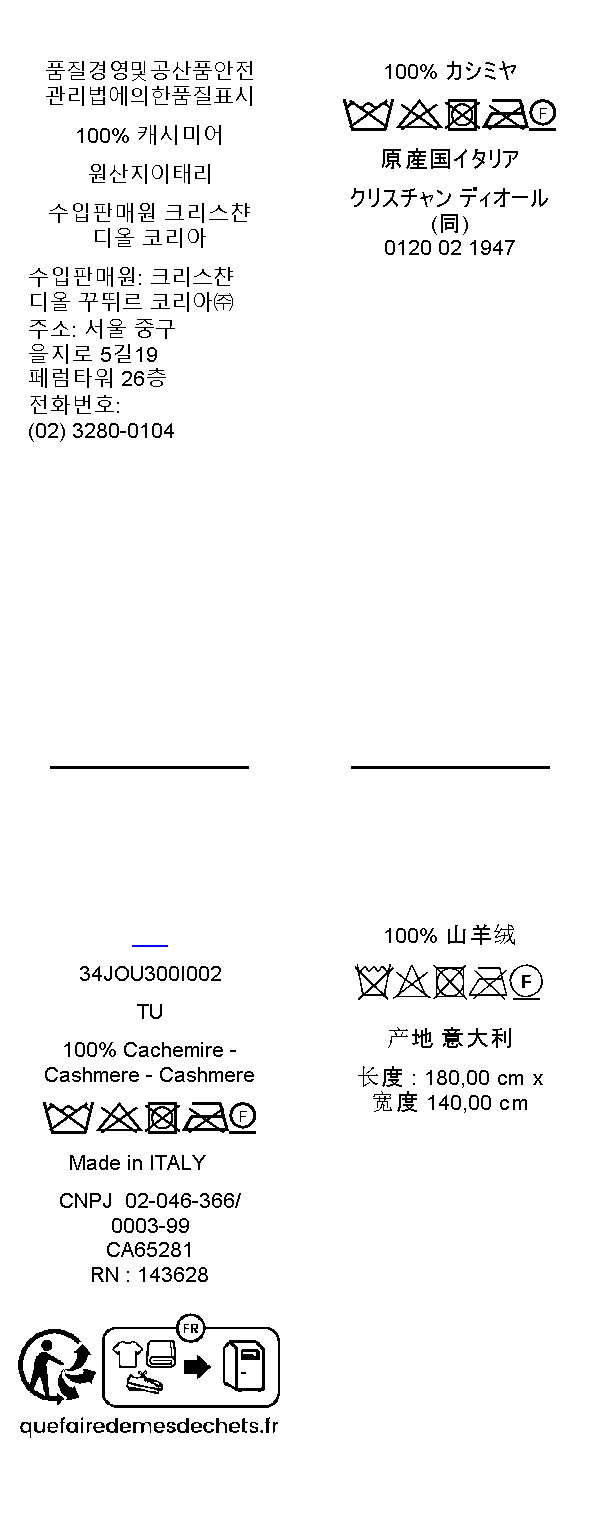 품질경영및공산품안전
관리법에의한품질표시
100% 캐시미어
원산지이태리
수입판매원 크리스챤
디올 코리아
수입판매원: 크리스챤
디올 꾸뛰르 코리아㈜
주소: 서울 중구
을지로 5길19
페럼타워 26층
전화번호:
(02) 3280-0104
100% カシミヤ
F
原産国イタリア
クリスチャン ディオール
(同)
0120 02 1947
34JOU300I002
TU
100% Cachemire -
Cashmere - Cashmere
F
Made in ITALY
CNPJ 02-046-366/
0003-99
CA65281
RN : 143628
FR
quefairedemesdechets.fr
100% 山羊绒
F
产地 意大利
长度 : 180,00 cm x
宽度 140,00 cm